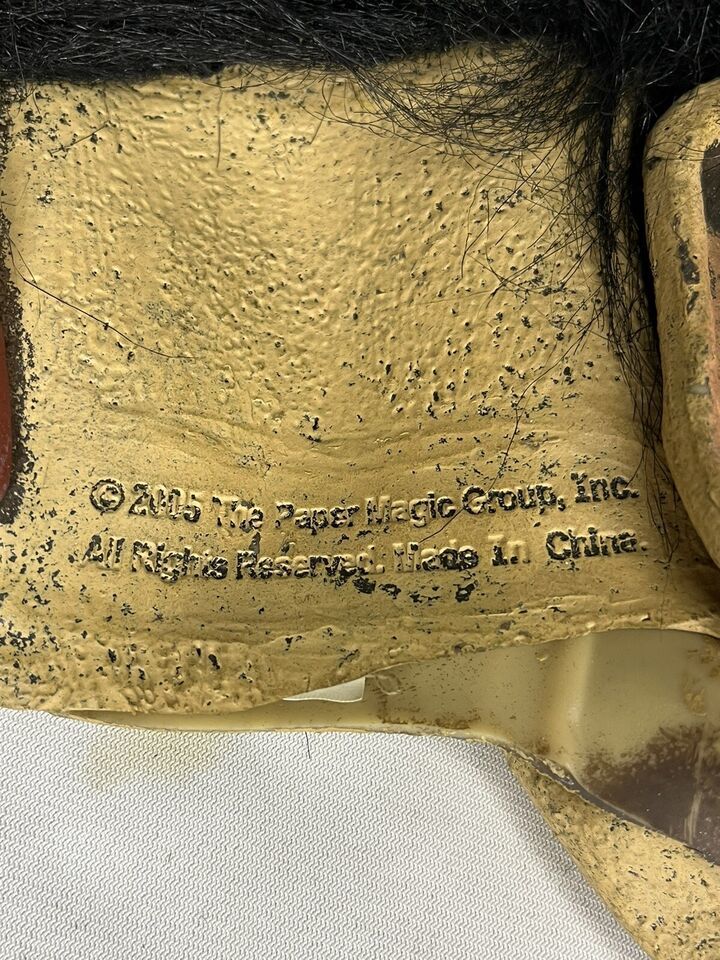 © 2005 The Paper Magic Group, Inc.
All Rights Reserved. Made In China.